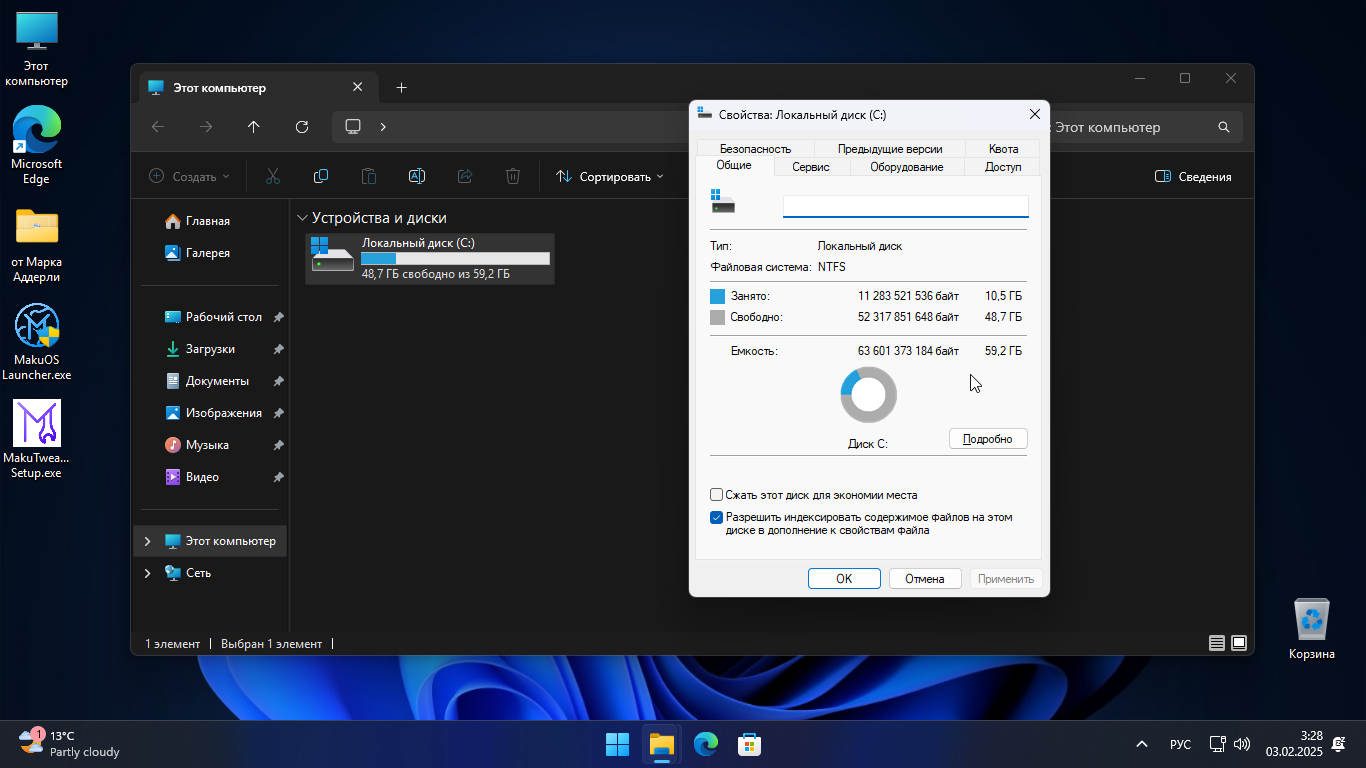 Этот
компьютер
Microsoft
Edge
от Марка
Аддерли
MakuOS
Launcher.exe
MakuTwea...
Setup.exe
Корзина
Этот компьютер
Этот компьютер
Создать
Сортировать
Сведения
Главная
Галерея
Рабочий стол
Загрузки
Документы
Изображения
Музыка
Видео
Этот компьютер
Сеть
Устройства и диски
Локальный диск (C:)
48,7 ГБ свободно из 59,2 ГБ
1 элемент
Выбран 1 элемент
Свойства: Локальный диск (C:)
Безопасность Предыдущие версии Квота
Общие Сервис Оборудование Доступ
Тип: Локальный диск
Файловая система: NTFS
Занято: 11 283 521 536 байт 10,5 ГБ
Свободно: 52 317 851 648 байт 48,7 ГБ
Емкость: 63 601 373 184 байт 59,2 ГБ
Диск C:
Подробно
Сжать этот диск для экономии места
Разрешить индексировать содержимое файлов на этом
диске в дополнение к свойствам файла
OK Отмена Применить
1
13°C
Partly cloudy
РУС
3:28
03.02.2025